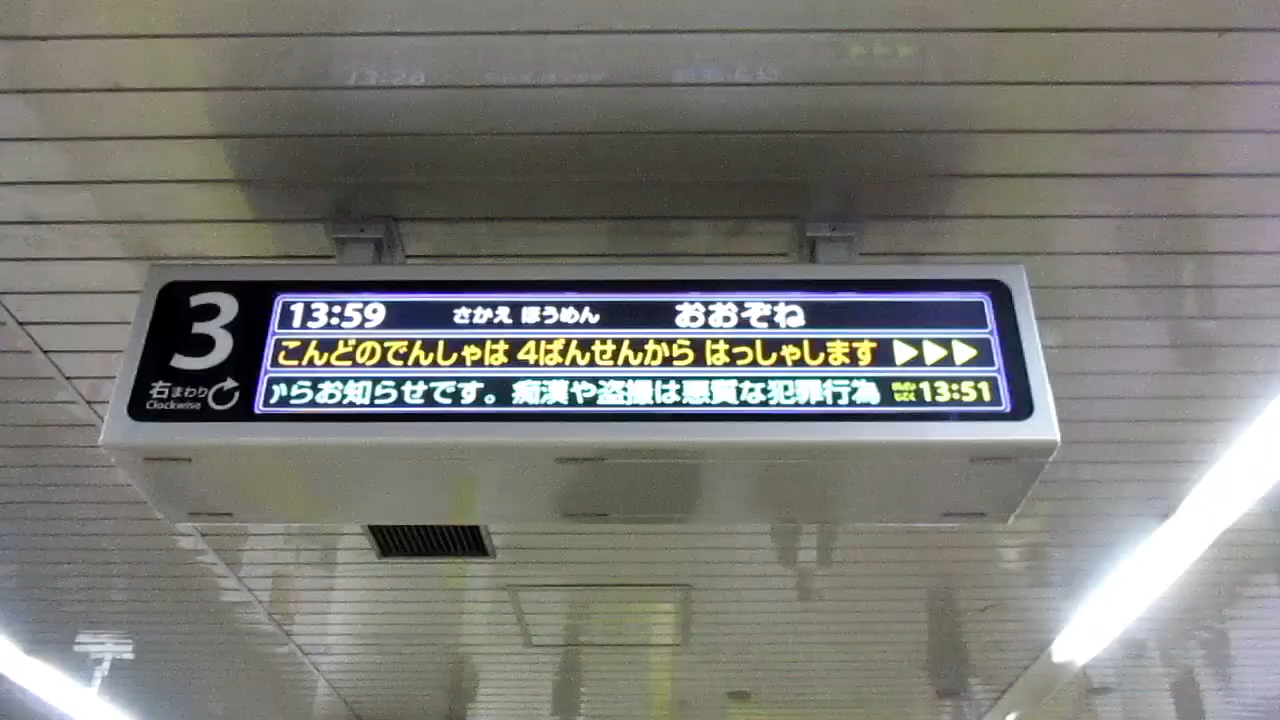 3
右まわり
Clockwise
13:59 さかえ ほうめん おおぞね
こんどのでんしゃは 4ばんせんから はっしゃします ▶▶▶
からお知らせです。痴漢や盗撮は悪質な犯罪行為 13:51